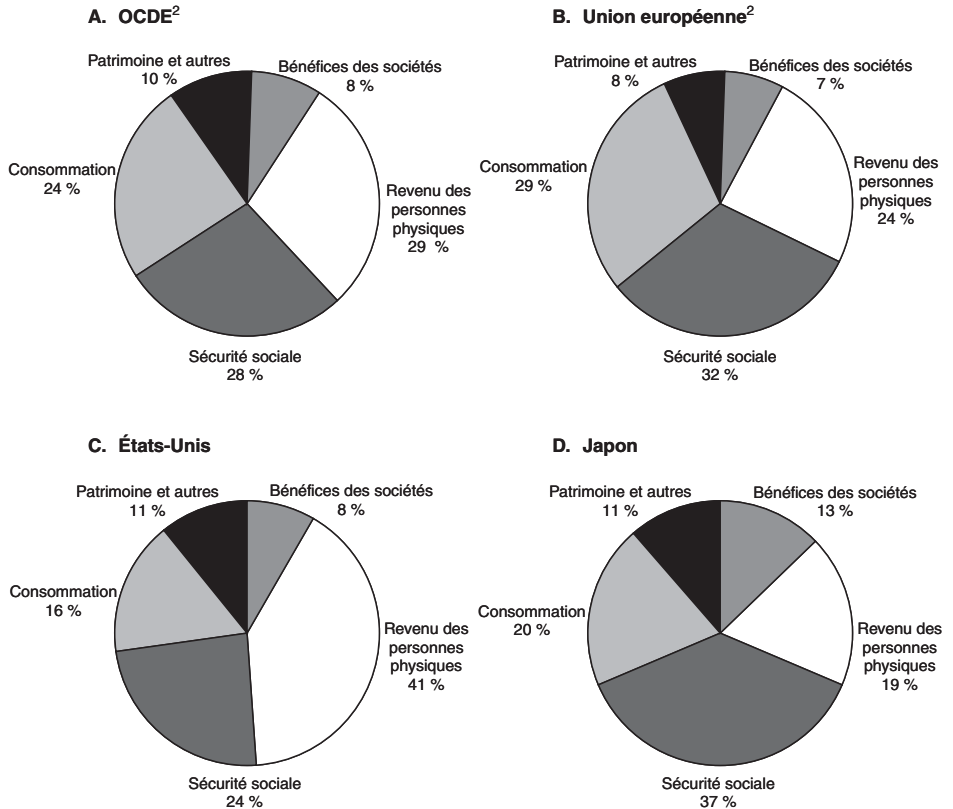 A. OCDE2
Patrimoine et autres
10 %
Bénéfices des sociétés
8 %
Consommation
24 %
Revenu des
personnes
physiques
29 %
Sécurité sociale
28 %
B. Union européenne2
Patrimoine et autres
8 %
Bénéfices des sociétés
7 %
Consommation
29 %
Revenu des
personnes
physiques
24 %
Sécurité sociale
32 %
C. États-Unis
Patrimoine et autres
11 %
Bénéfices des sociétés
8 %
Consommation
16 %
Revenu des
personnes
physiques
41 %
Sécurité sociale
24 %
D. Japon
Patrimoine et autres
11 %
Bénéfices des sociétés
13 %
Consommation
20 %
Revenu des
personnes
physiques
19 %
Sécurité sociale
37 %